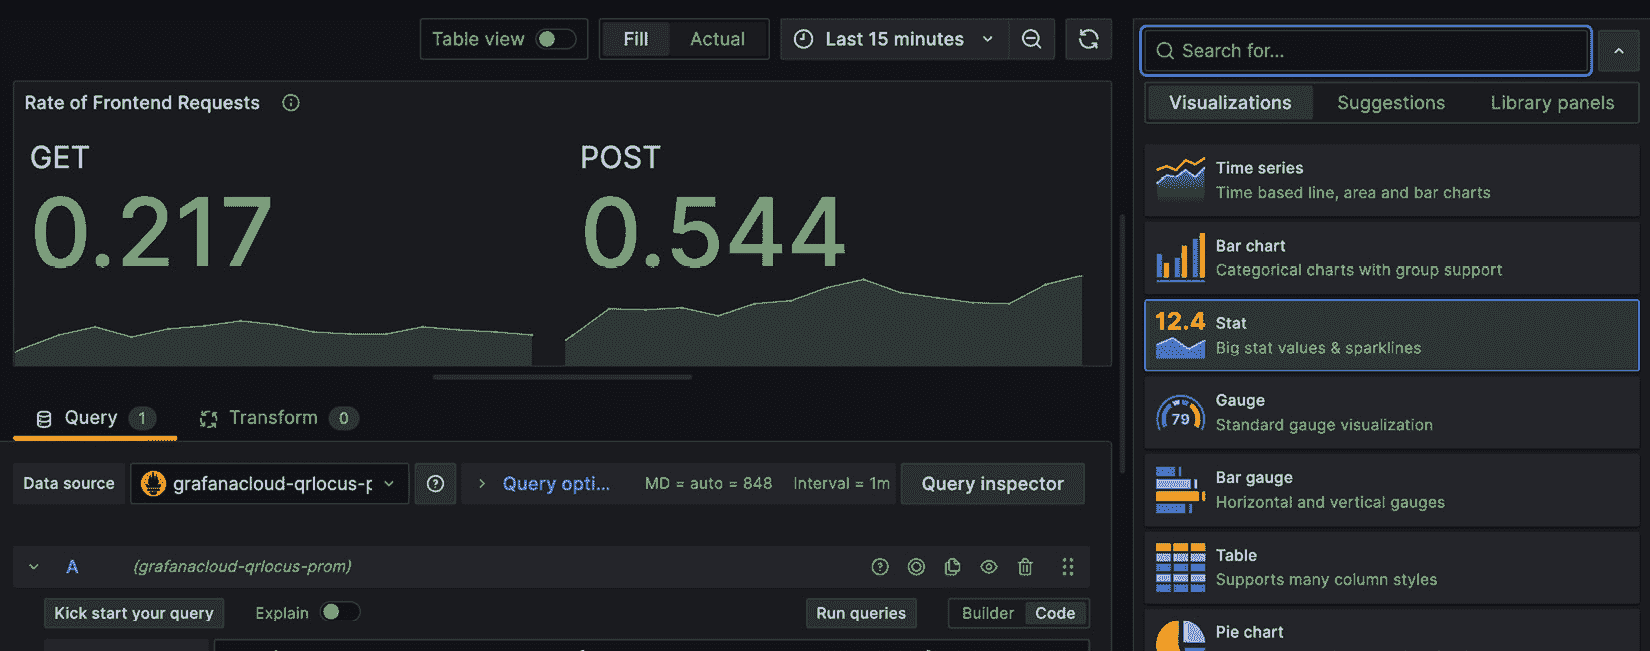 Table view
Fill
Actual
Last 15 minutes
Search for...
Rate of Frontend Requests
Visualizations
Suggestions
Library panels
GET
0.217
POST
0.544
Time series
Time based line, area and bar charts
Bar chart
Categorical charts with group support
12.4
Stat
Big stat values & sparklines
79
Gauge
Standard gauge visualization
Bar gauge
Horizontal and vertical gauges
Table
Supports many column styles
Pie chart
Query 1
Transform 0
Data source
grafanacloud-qrlocus-p
Query opti...
MD = auto = 848
Interval = 1m
Query inspector
A
(grafanacloud-qrlocus-prom)
Kick start your query
Explain
Run queries
Builder
Code